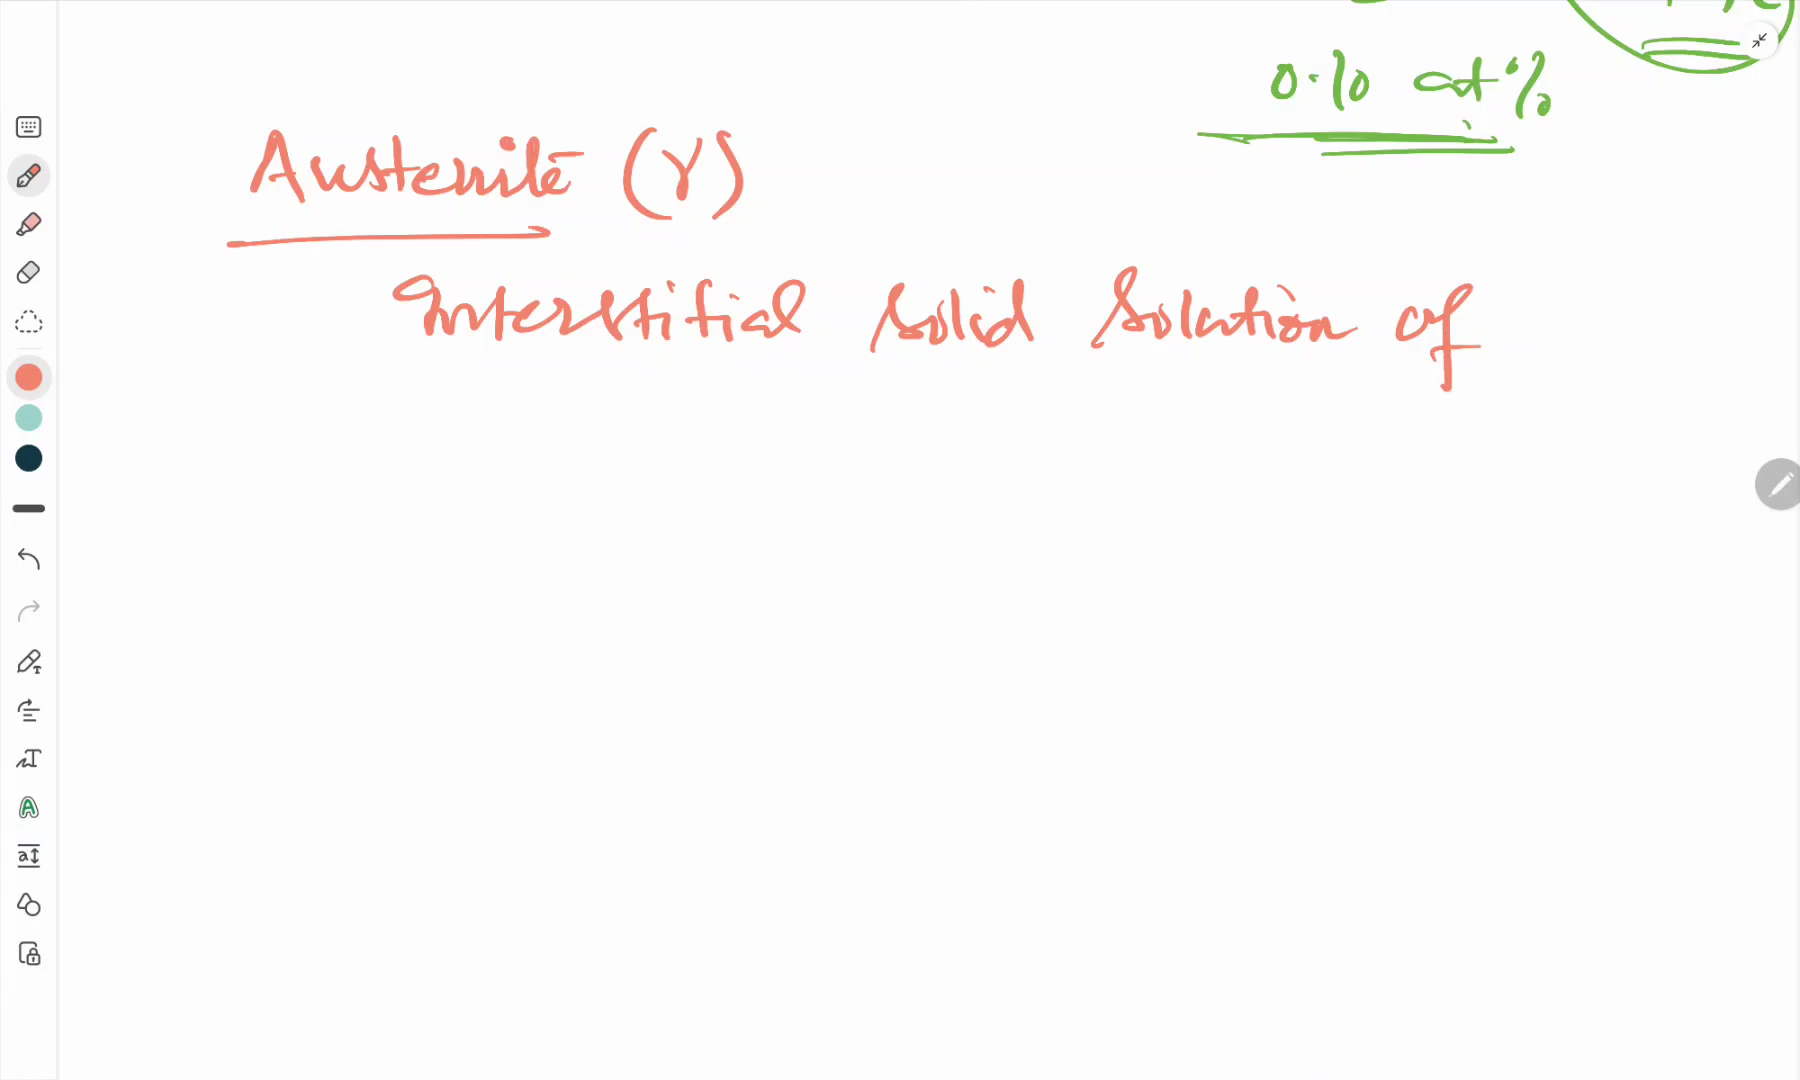 0.10 at%
Austenite (γ)
Interstitial solid solution of